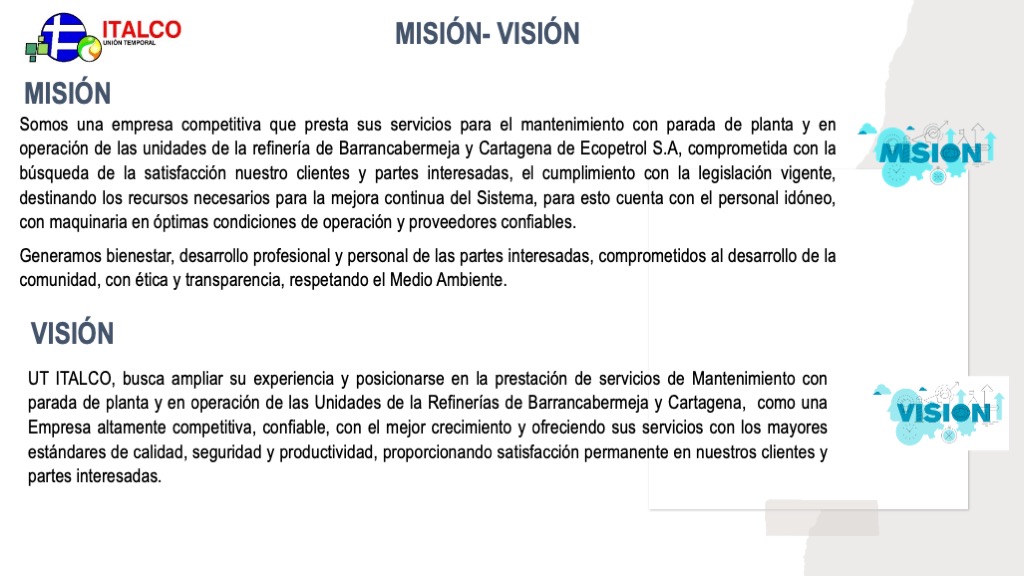 ITALCO
UNIÓN TEMPORAL
MISIÓN- VISIÓN
MISIÓN
Somos una empresa competitiva que presta sus servicios para el mantenimiento con parada de planta y en
operación de las unidades de la refinería de Barrancabermeja y Cartagena de Ecopetrol S.A, comprometida con la
búsqueda de la satisfacción nuestro clientes y partes interesadas, el cumplimiento con la legislación vigente,
destinando los recursos necesarios para la mejora continua del Sistema, para esto cuenta con el personal idóneo,
con maquinaria en óptimas condiciones de operación y proveedores confiables.
Generamos bienestar, desarrollo profesional y personal de las partes interesadas, comprometidos al desarrollo de la
comunidad, con ética y transparencia, respetando el Medio Ambiente.
MISION
VISIÓN
UT ITALCO, busca ampliar su experiencia y posicionarse en la prestación de servicios de Mantenimiento con
parada de planta y en operación de las Unidades de la Refinerías de Barrancabermeja y Cartagena, como una
Empresa altamente competitiva, confiable, con el mejor crecimiento y ofreciendo sus servicios con los mayores
estándares de calidad, seguridad y productividad, proporcionando satisfacción permanente en nuestros clientes y
partes interesadas.
VISION